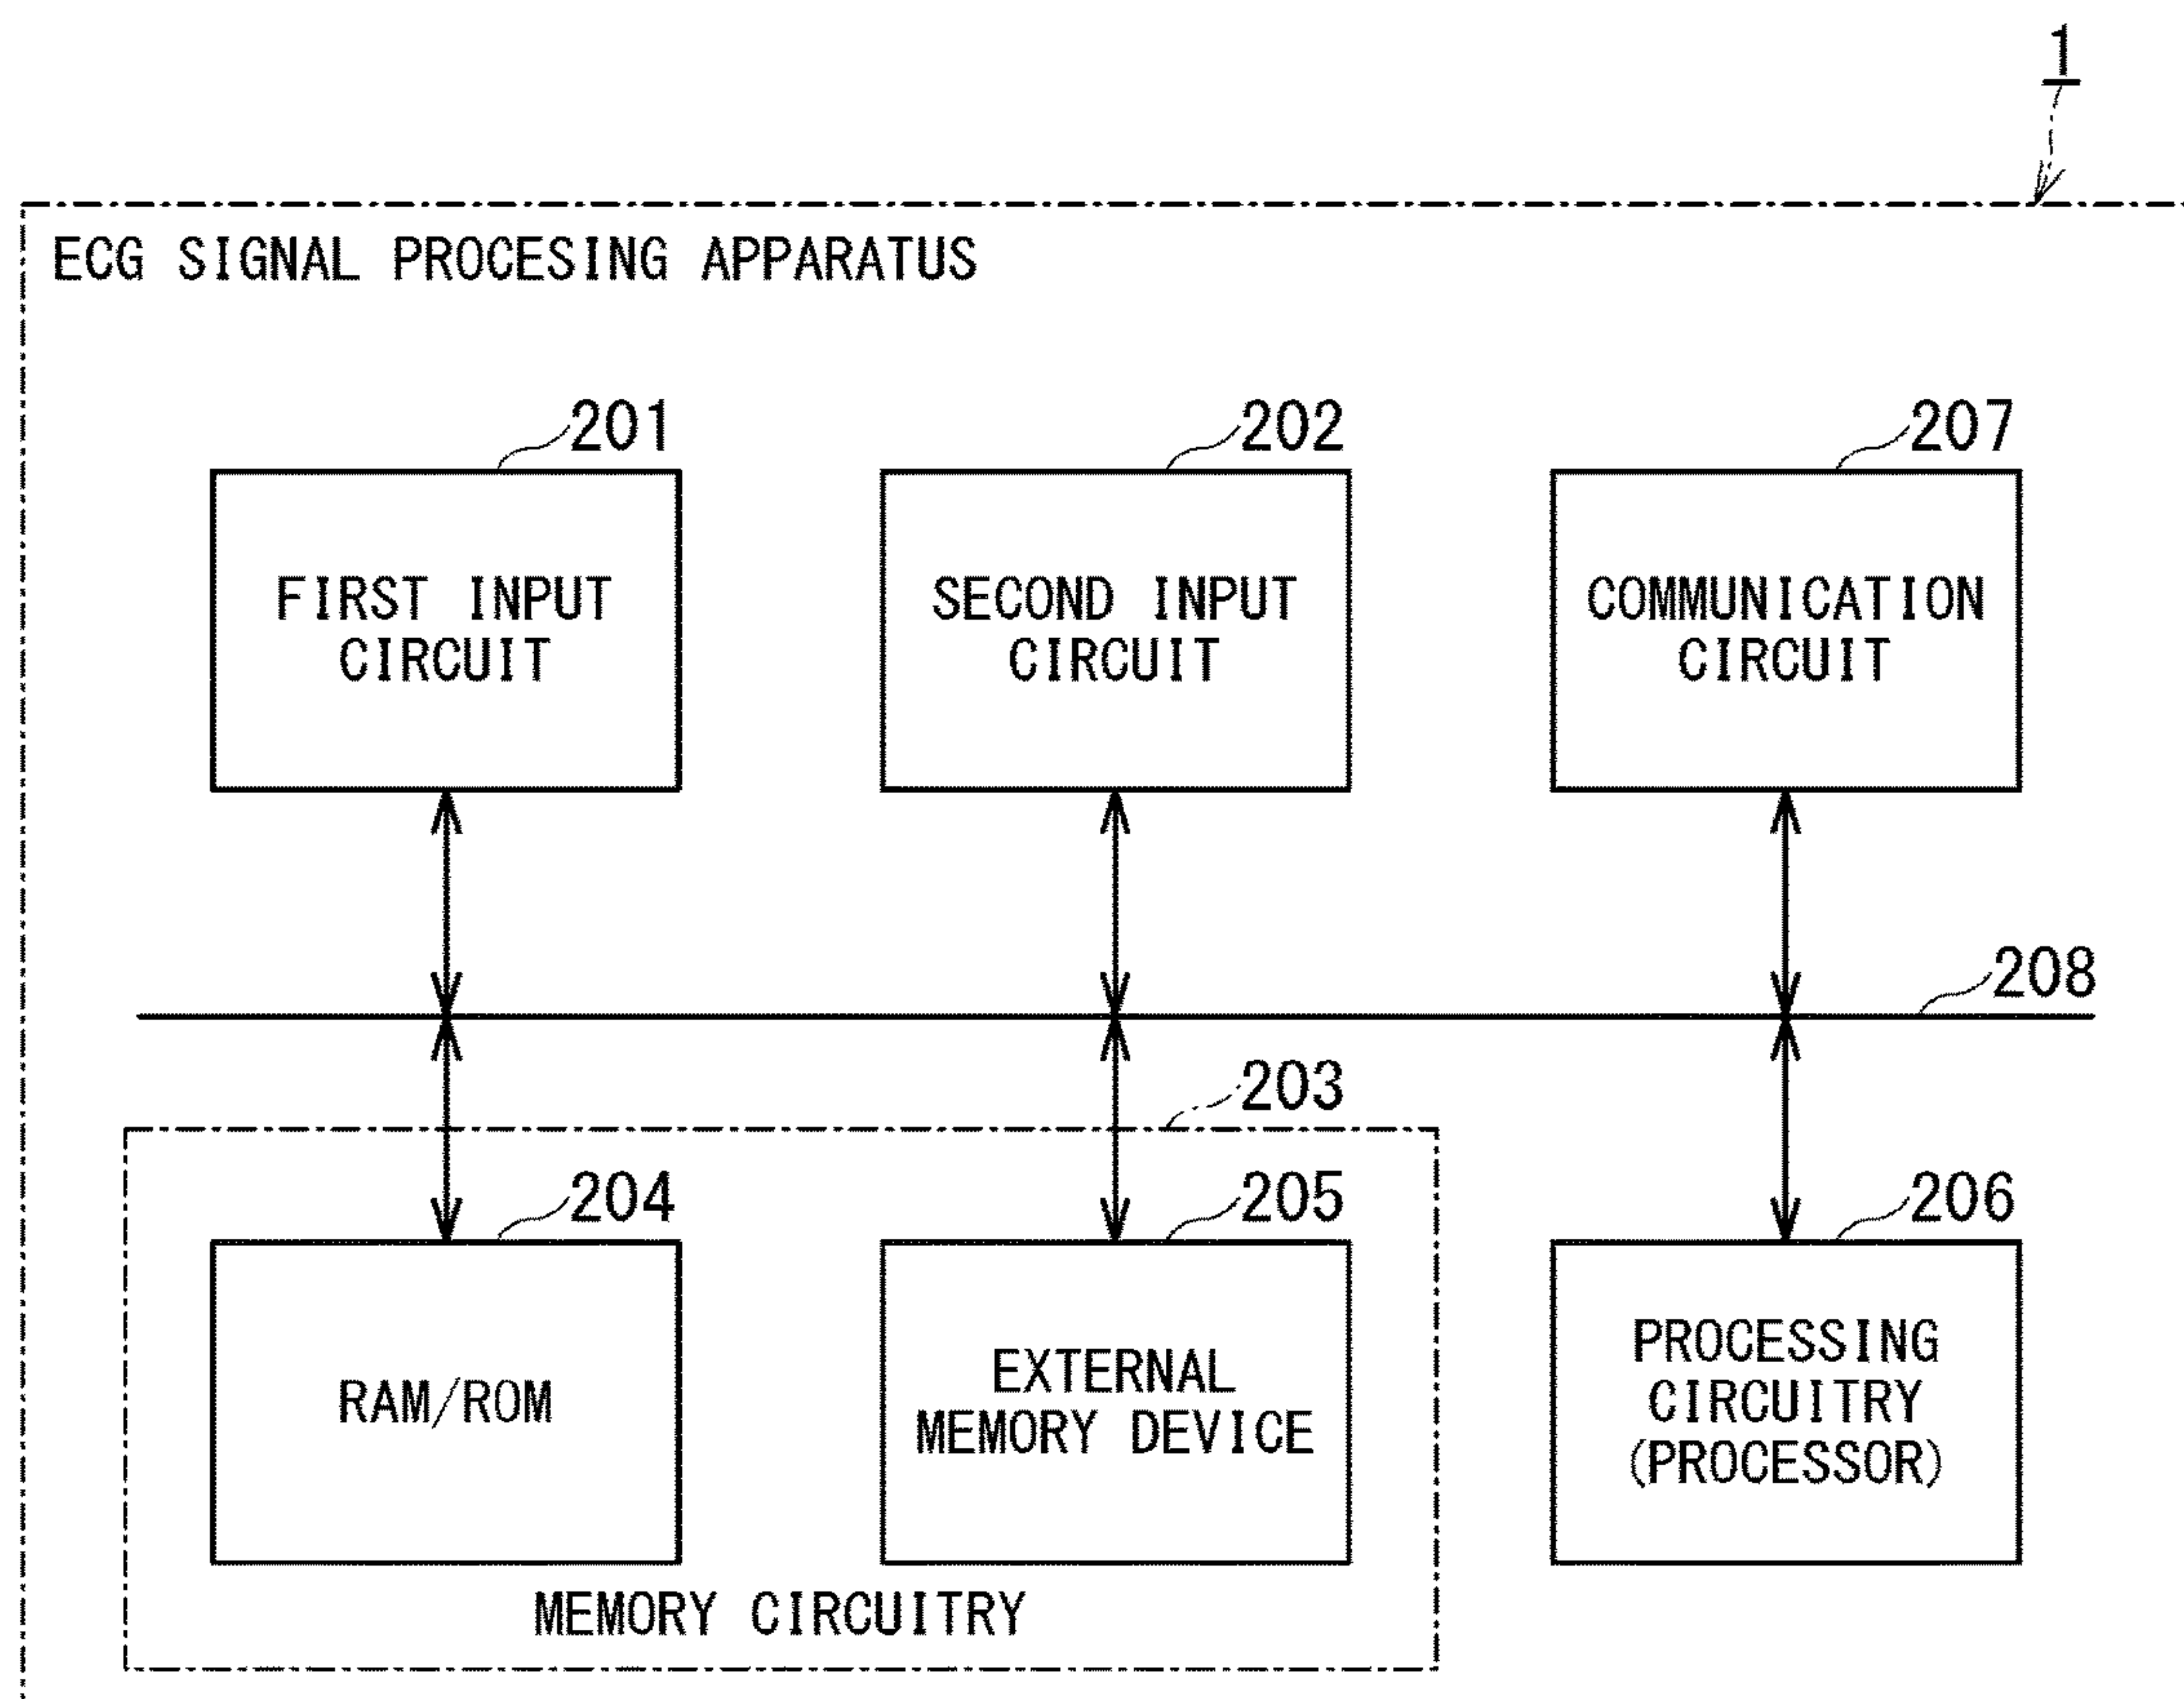 1
ECG SIGNAL PROCESING APPARATUS
201
202
207
FIRST INPUT
CIRCUIT
SECOND INPUT
CIRCUIT
COMMUNICATION
CIRCUIT
208
203
204
205
206
RAM/ROM
EXTERNAL
MEMORY DEVICE
PROCESSING
CIRCUITRY
(PROCESSOR)
MEMORY CIRCUITRY